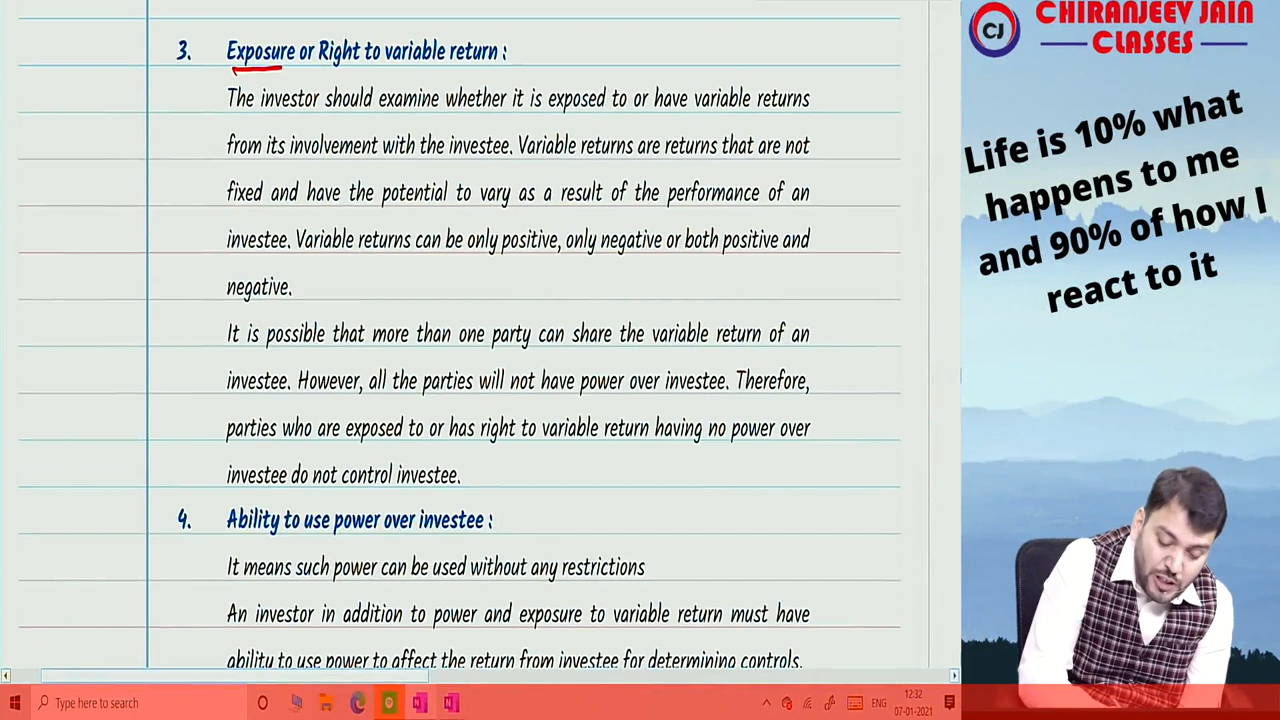 3. Exposure or Right to variable return :
The investor should examine whether it is exposed to or have variable returns
from its involvement with the investee. Variable returns are returns that are not
fixed and have the potential to vary as a result of the performance of an
investee. Variable returns can be only positive, only negative or both positive and
negative.
It is possible that more than one party can share the variable return of an
investee. However, all the parties will not have power over investee. Therefore,
parties who are exposed to or has right to variable return having no power over
investee do not control investee.
4. Ability to use power over investee :
It means such power can be used without any restrictions
An investor in addition to power and exposure to variable return must have
ability to use power to affect the return from investee for determining controls.
CJ
CHIRANJEEV JAIN
CLASSES
Life is 10% what
happens to me
and 90% of how I
react to it
Type here to search
ENG
12:32
07-01-2021